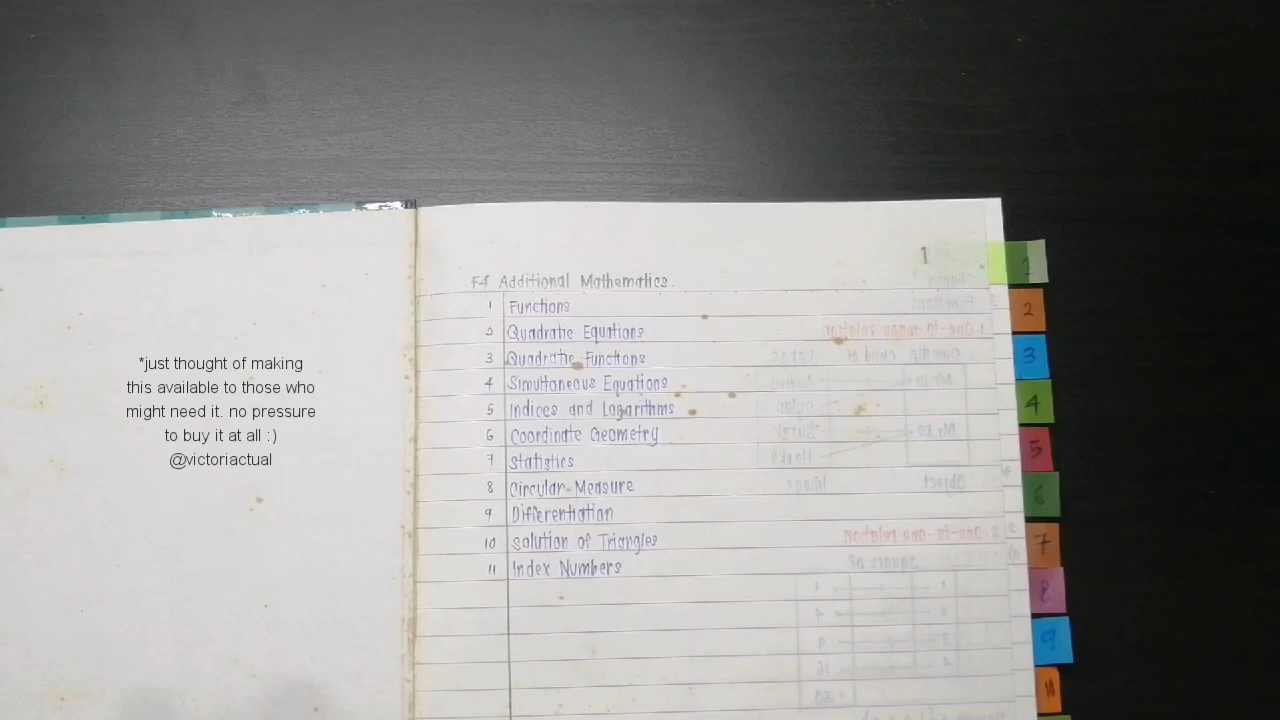 *just thought of making
this available to those who
might need it. no pressure
to buy it at all :)
@victoriactual
1
F4 Additional Mathematics.
1 Functions
2 Quadratic Equations
3 Quadratic Functions
4 Simultaneous Equations
5 Indices and Logarithms
6 Coordinate Geometry
7 Statistics
8 Circular Measure
9 Differentiation
10 Solution of Triangles
11 Index Numbers
1
2
3
4
5
6
7
8
9
10